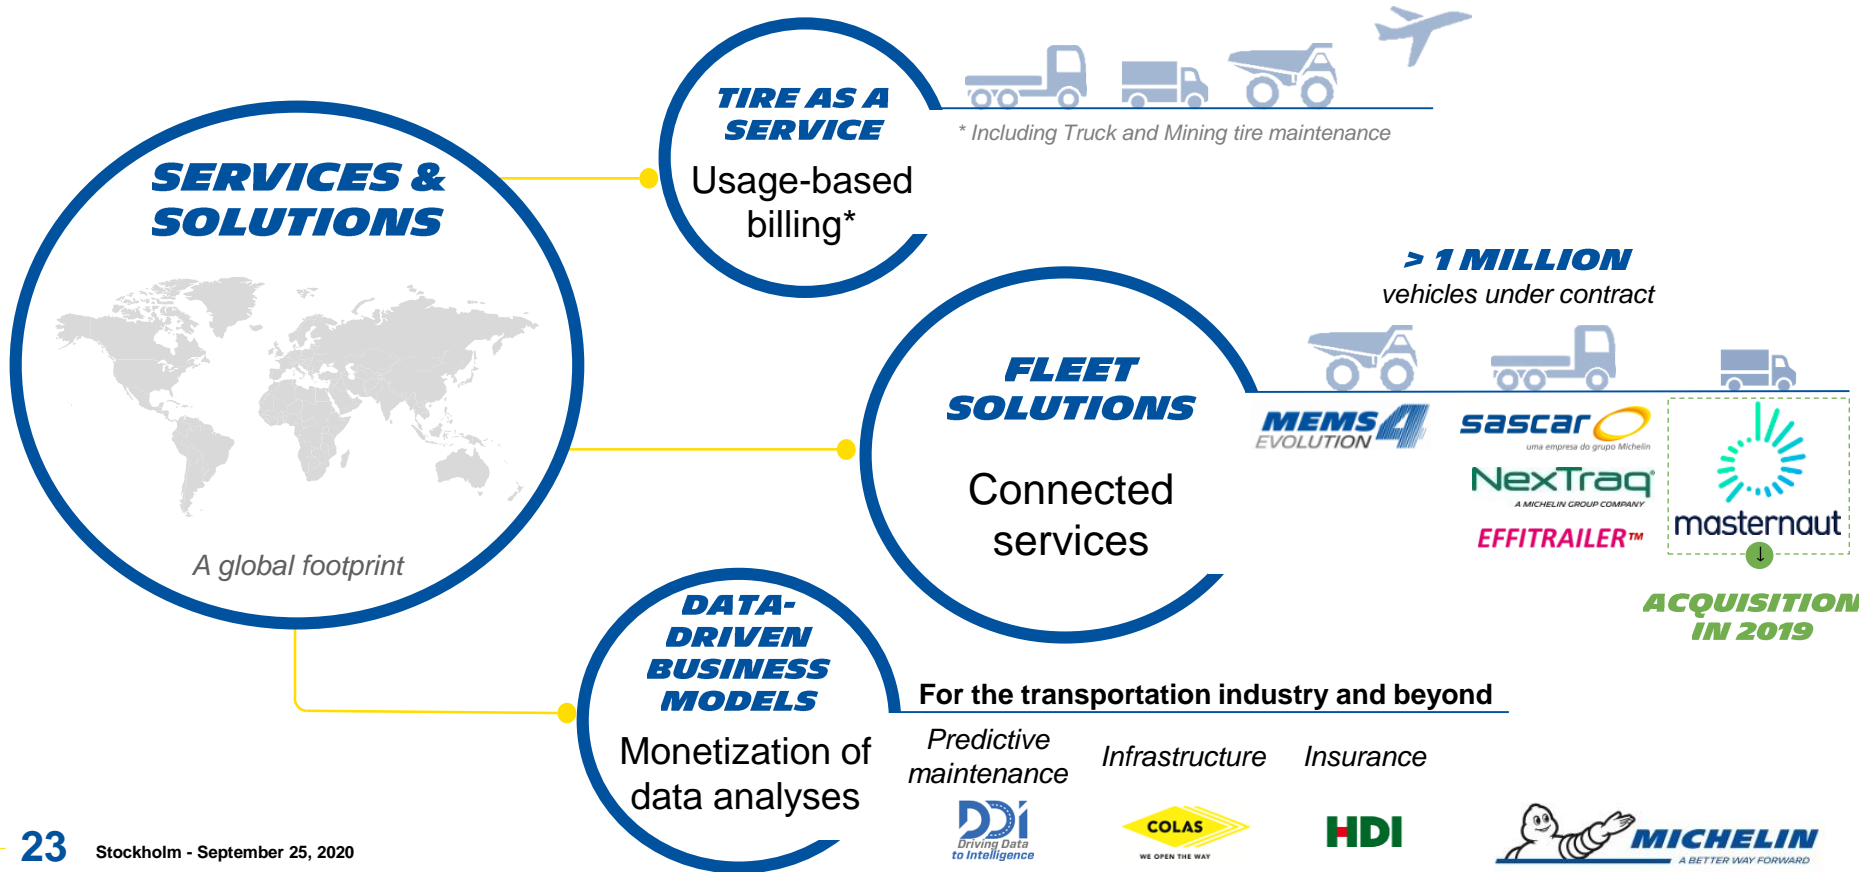 SERVICES &
SOLUTIONS
A global footprint
TIRE AS A
SERVICE
Usage-based
billing*
* Including Truck and Mining tire maintenance
FLEET
SOLUTIONS
Connected
services
> 1 MILLION
vehicles under contract
MEMS 4
EVOLUTION
sascar
uma empresa do grupo Michelin
NexTraq
A MICHELIN GROUP COMPANY
EFFITRAILER™
masternaut
↓
ACQUISITION
IN 2019
DATA-
DRIVEN
BUSINESS
MODELS
Monetization of
data analyses
For the transportation industry and beyond
Predictive
maintenance
Infrastructure
Insurance
DDi
Driving Data
to Intelligence
COLAS
WE OPEN THE WAY
HDI
MICHELIN
A BETTER WAY FORWARD
23
Stockholm - September 25, 2020